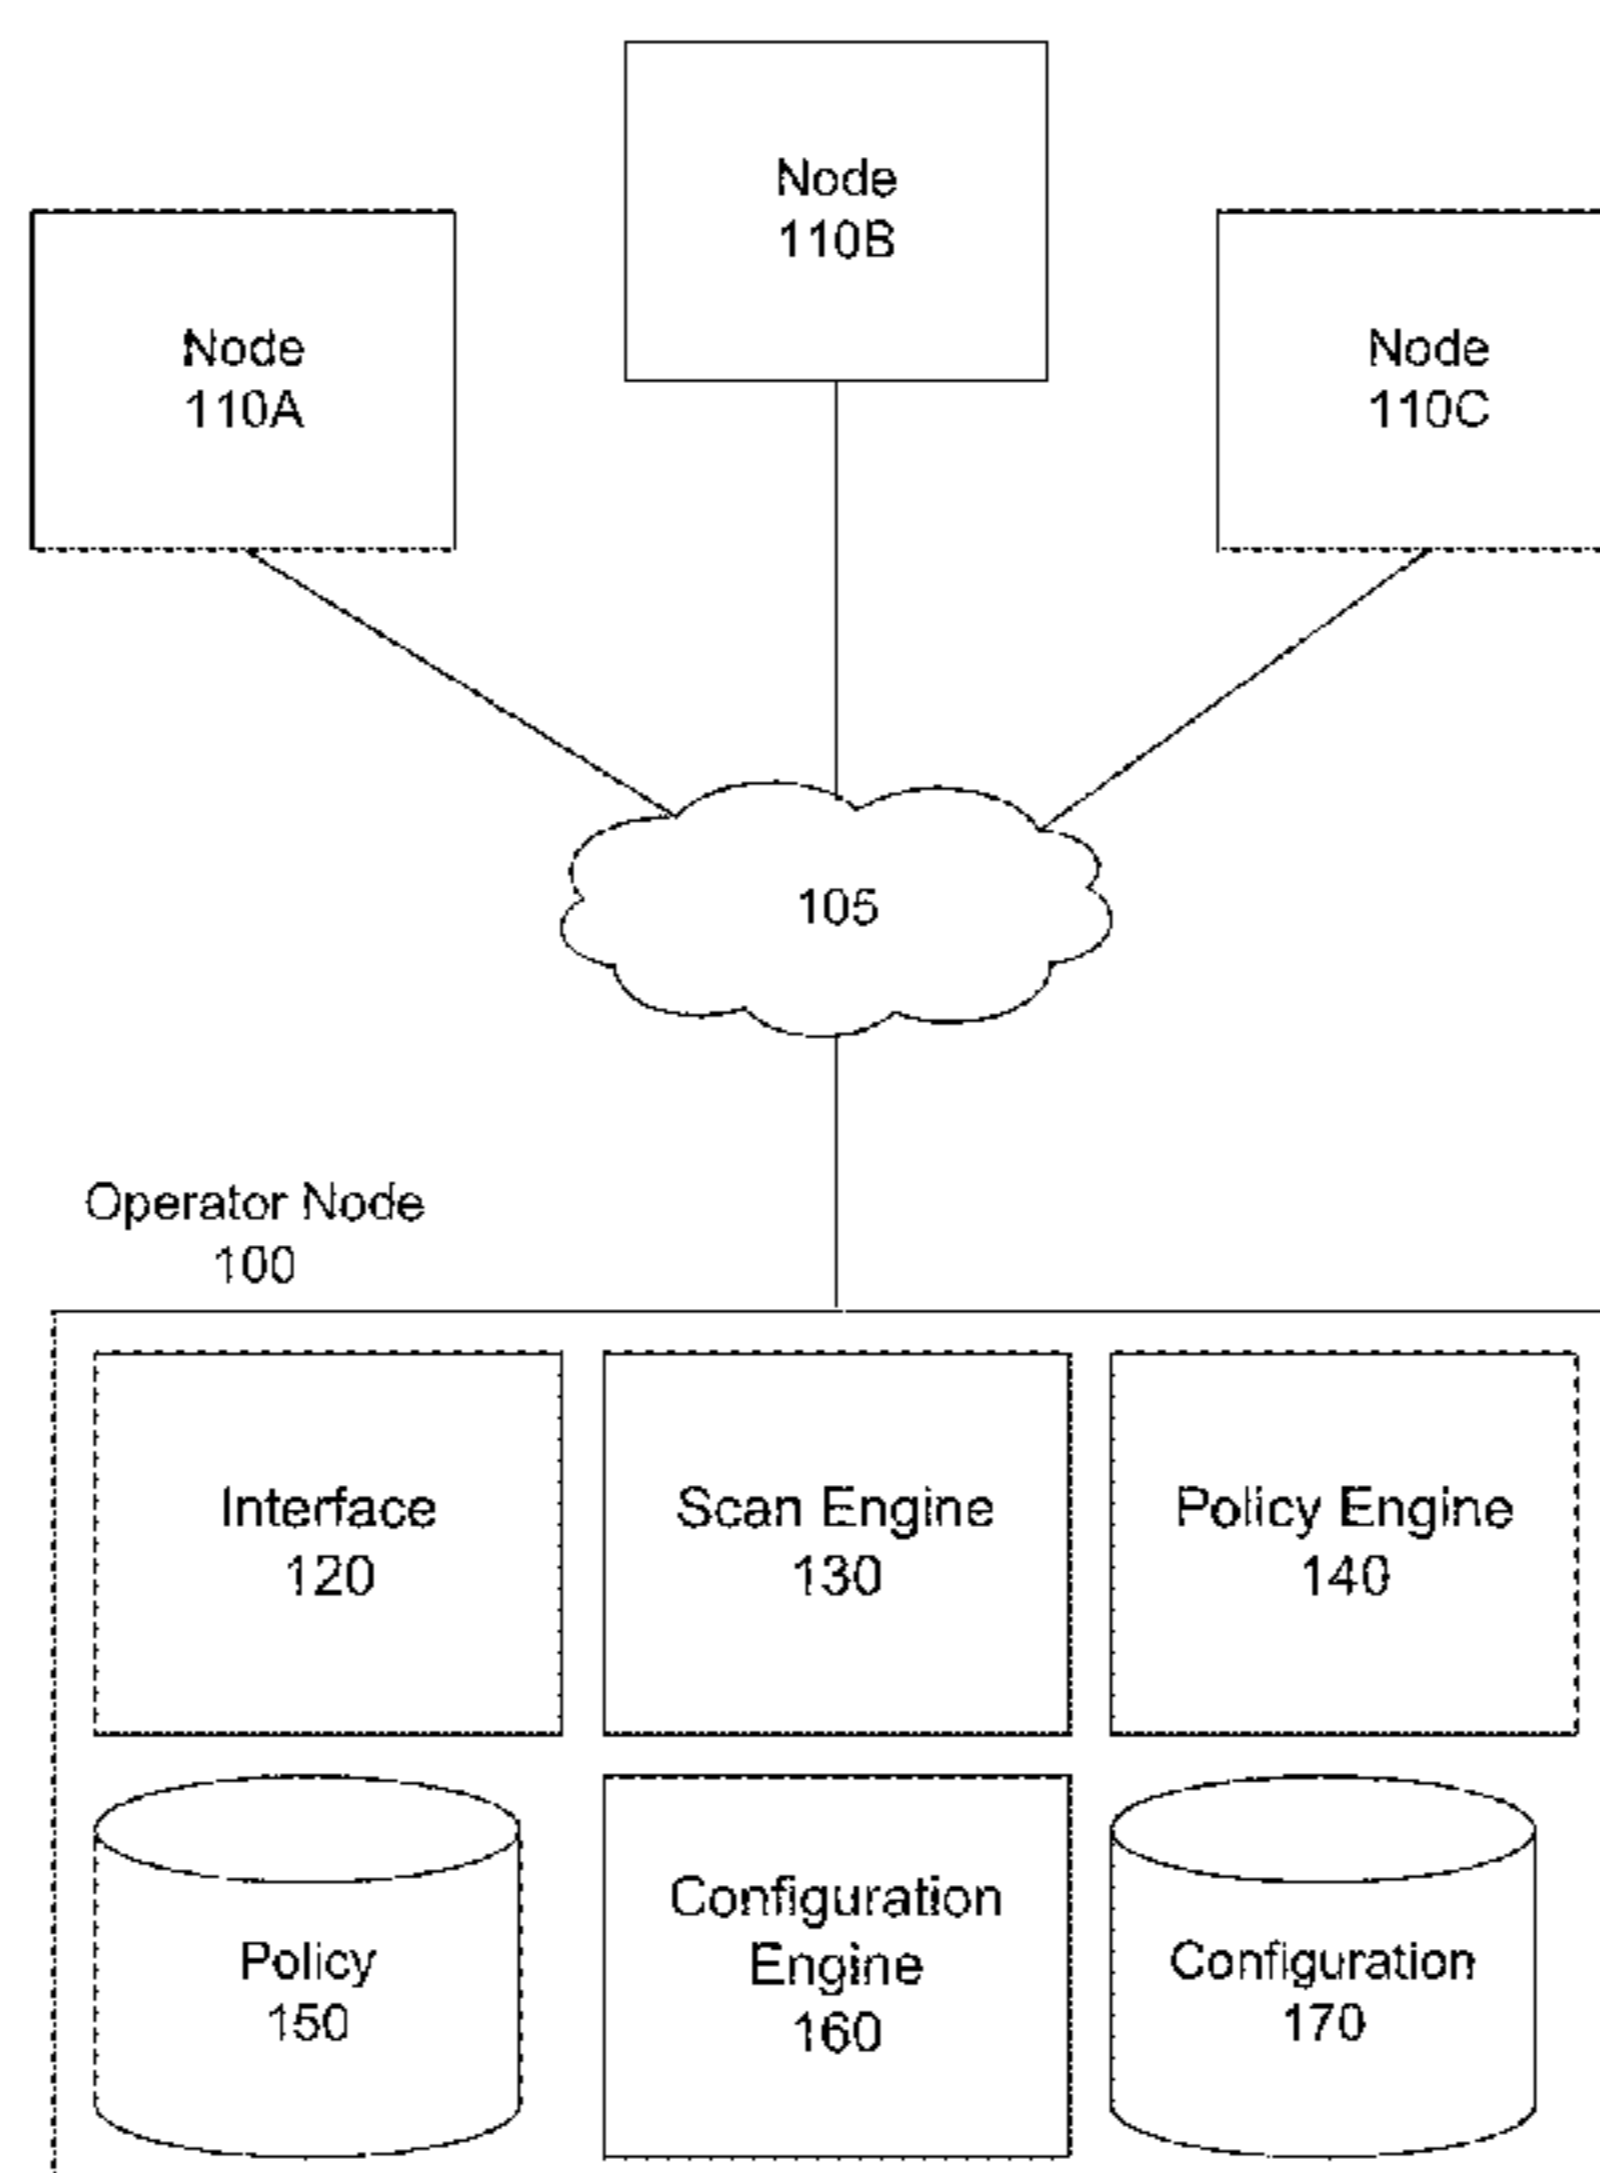 Node
110B
Node
110A
Node
110C
105
Operator Node
100
Interface
120
Scan Engine
130
Policy Engine
140
Policy
150
Configuration
Engine
160
Configuration
170